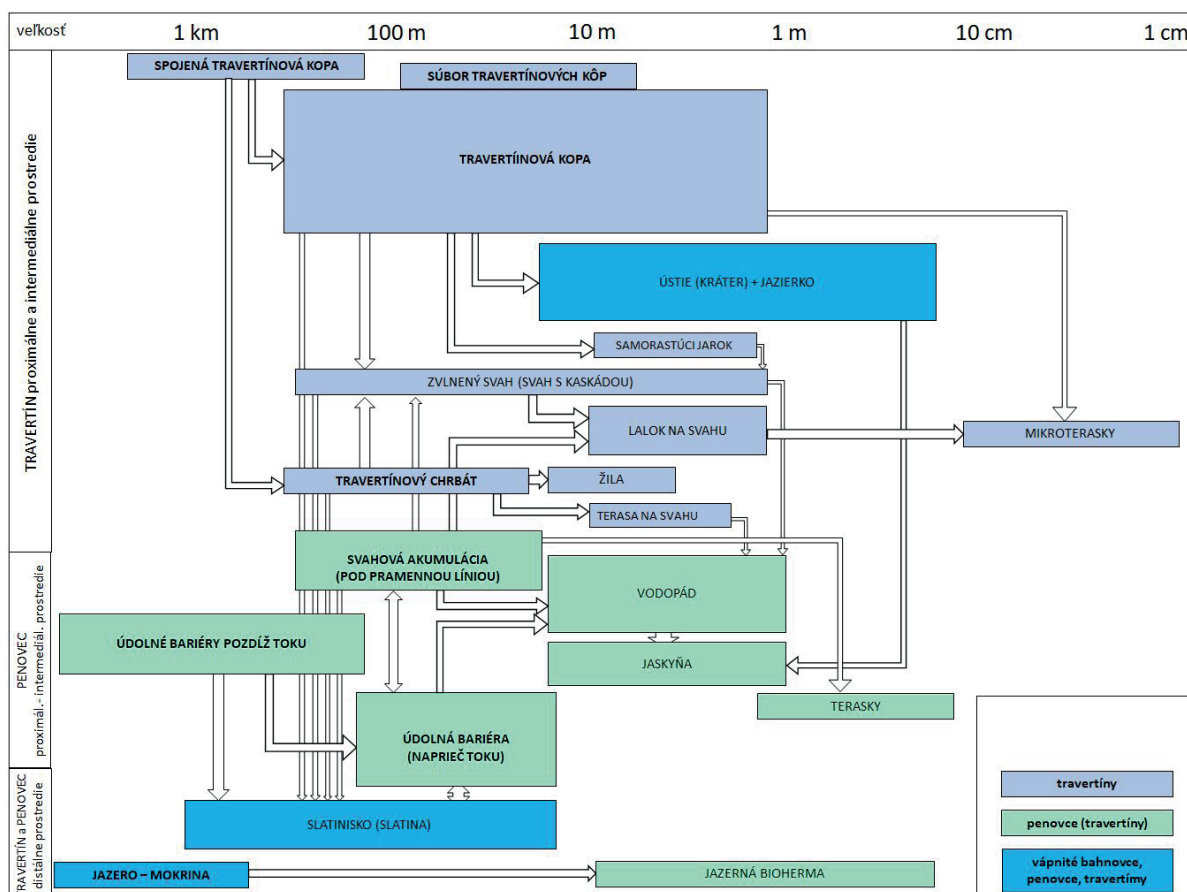 veľkosť
1 km
100 m
10 m
1 m
10 cm
1 cm
TRAVERTÍN proximálne a intermediálne prostredie
SPOJENÁ TRAVERTÍNOVÁ KOPA
SÚBOR TRAVERTÍNOVÝCH KÔP
TRAVERTÍINOVÁ KOPA
ÚSTIE (KRÁTER) + JAZIERKO
SAMORASTÚCI JAROK
ZVLNENÝ SVAH (SVAH S KASKÁDOU)
LALOK NA SVAHU
MIKROTERASKY
TRAVERTÍNOVÝ CHRBÁT
ŽILA
TERASA NA SVAHU
SVAHOVÁ AKUMULÁCIA
(POD PRAMENNOU LÍNIOU)
PENOVEC
proximál.- intermediál. prostredie
VODOPÁD
ÚDOLNÉ BARIÉRY POZDĹŽ TOKU
JASKYŇA
TERASKY
ÚDOLNÁ BARIÉRA
(NAPRIEČ TOKU)
TRAVERTÍN a PENOVEC
distálne prostredie
SLATINISKO (SLATINA)
JAZERO – MOKRINA
JAZERNÁ BIOHERMA
travertíny
penovce (travertíny)
vápnité bahnovce,
penovce, travertímy